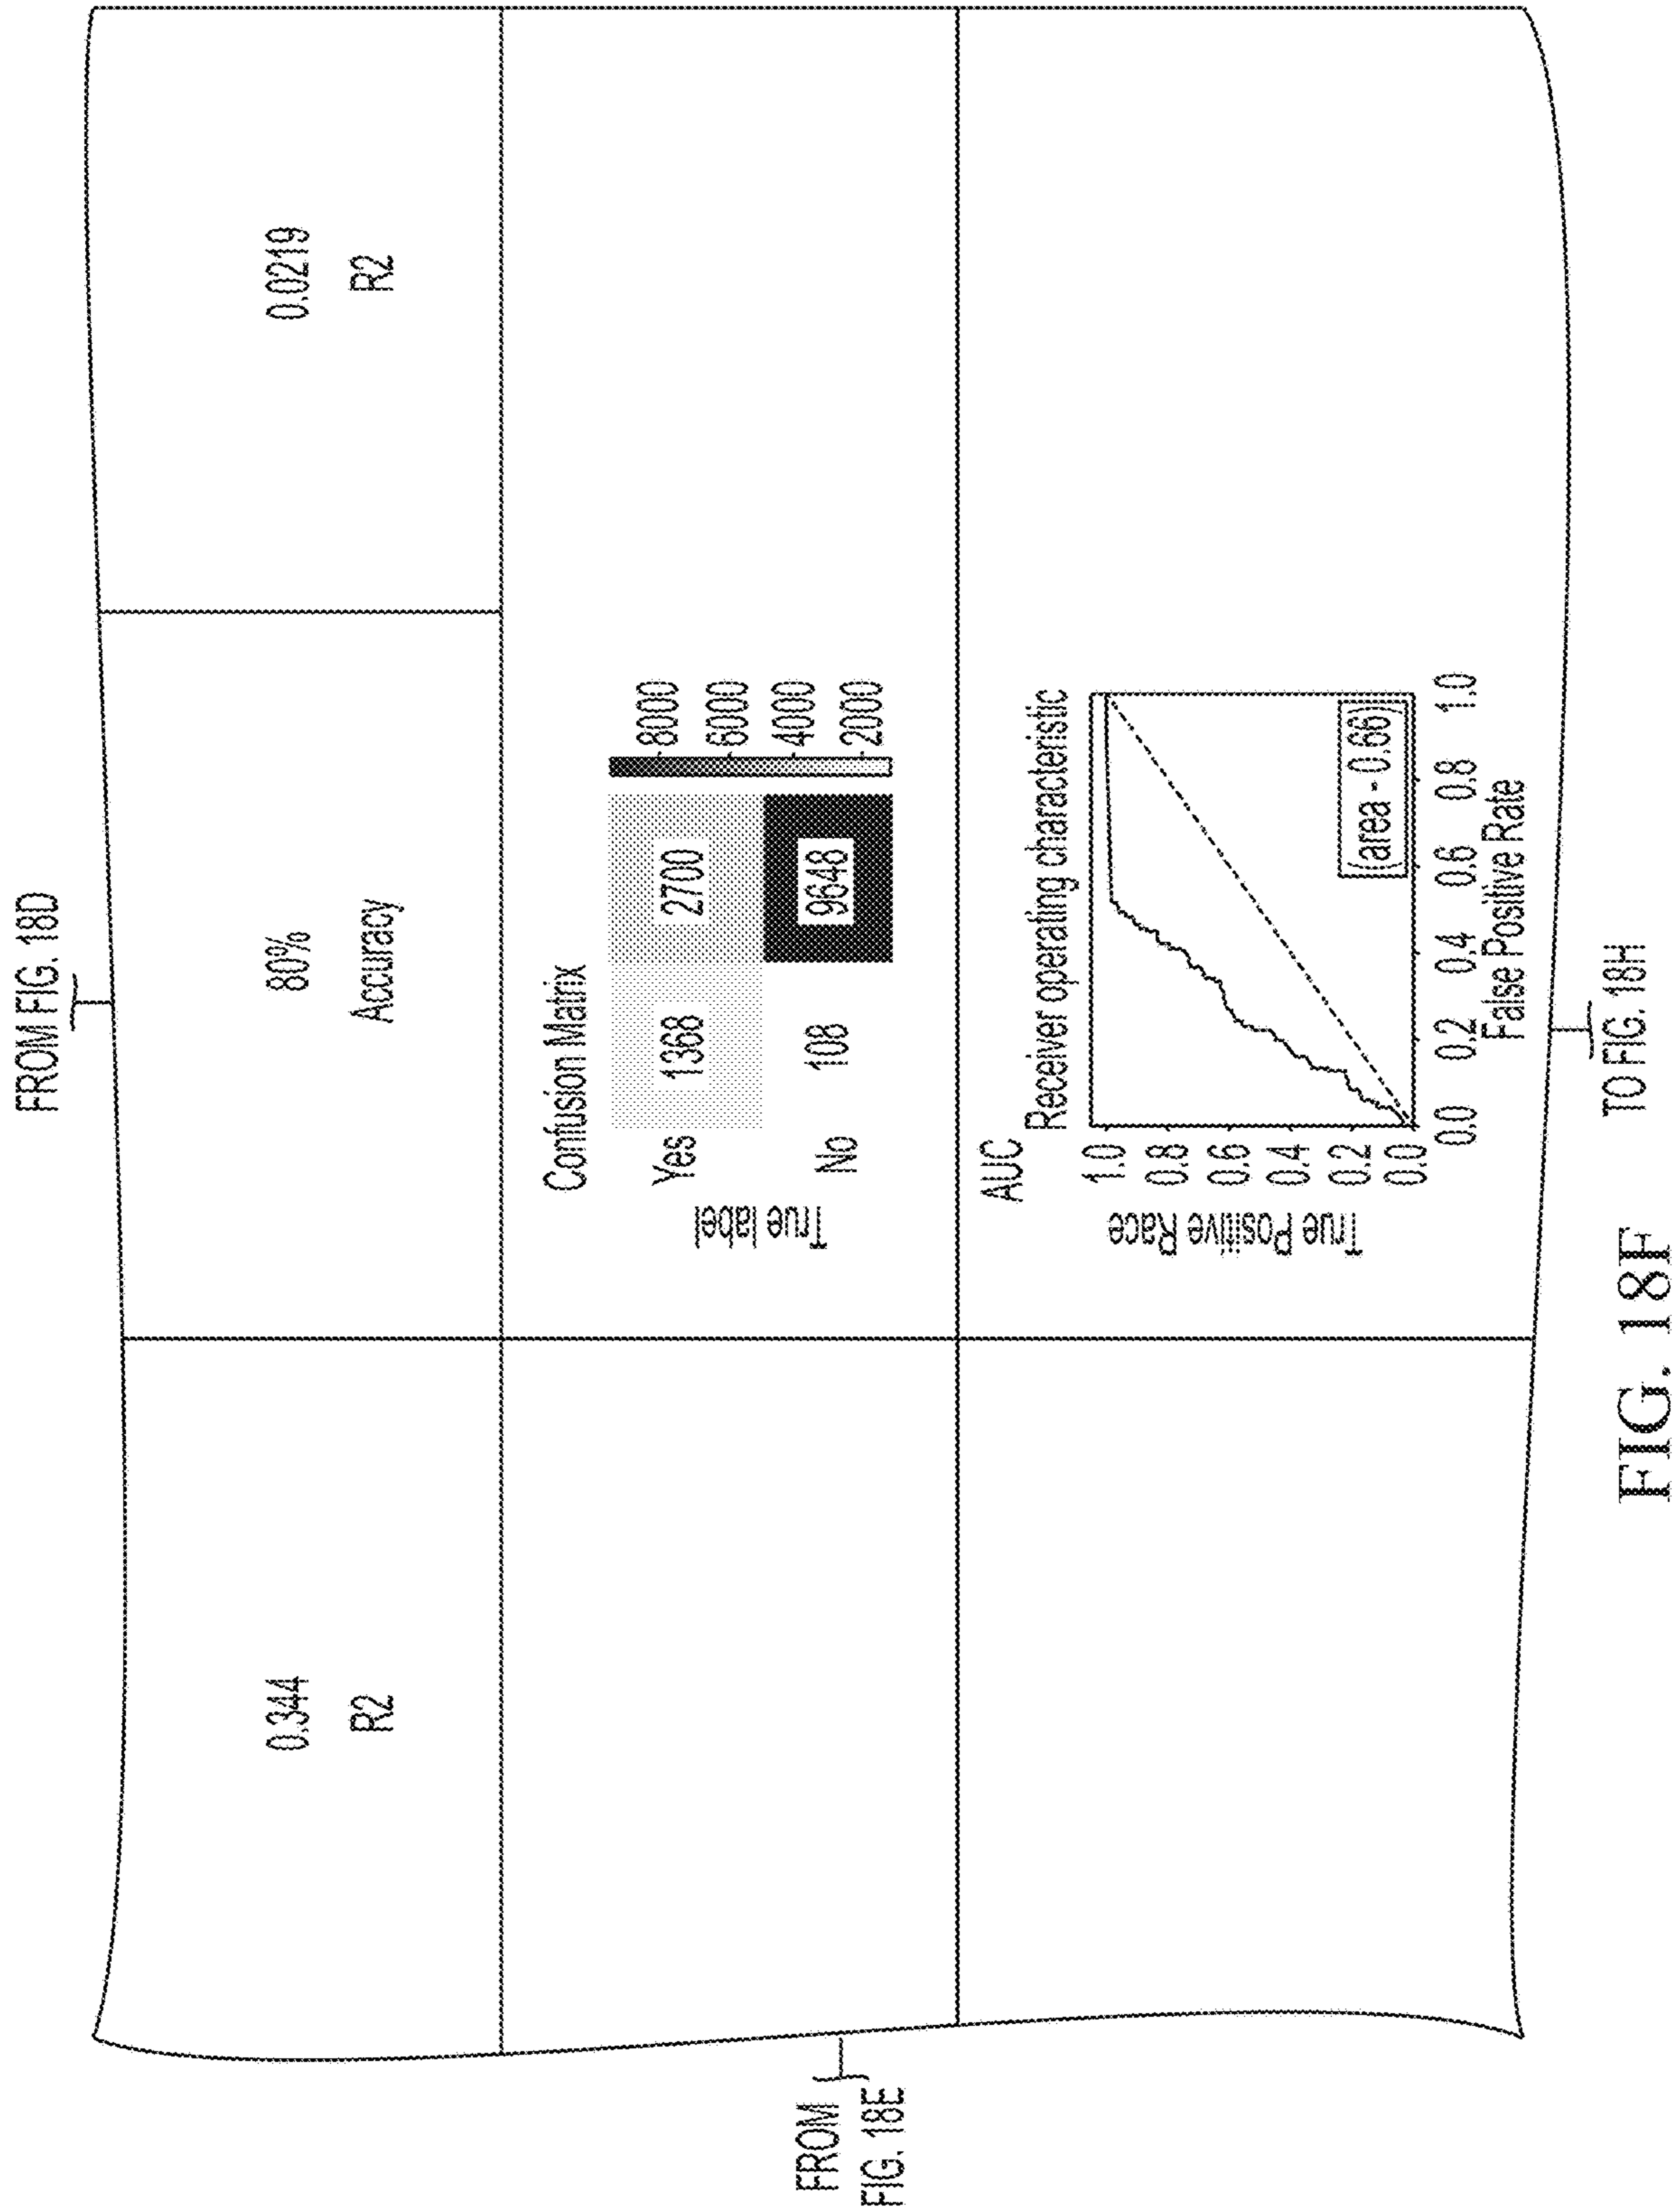 FROM FIG. 18D
0.344
R2
80%
Accuracy
0.0219
R2
FROM
FIG. 18E
Confusion Matrix
True label
Yes
No
1368
2700
108
9648
8000
6000
4000
2000
AUC
Receiver operating characteristic
True Positive Race
1.0
0.8
0.6
0.4
0.2
0.0
(area - 0.66)
0.0 0.2 0.4 0.6 0.8 1.0
False Positive Rate
TO FIG. 18H
FIG. 18F